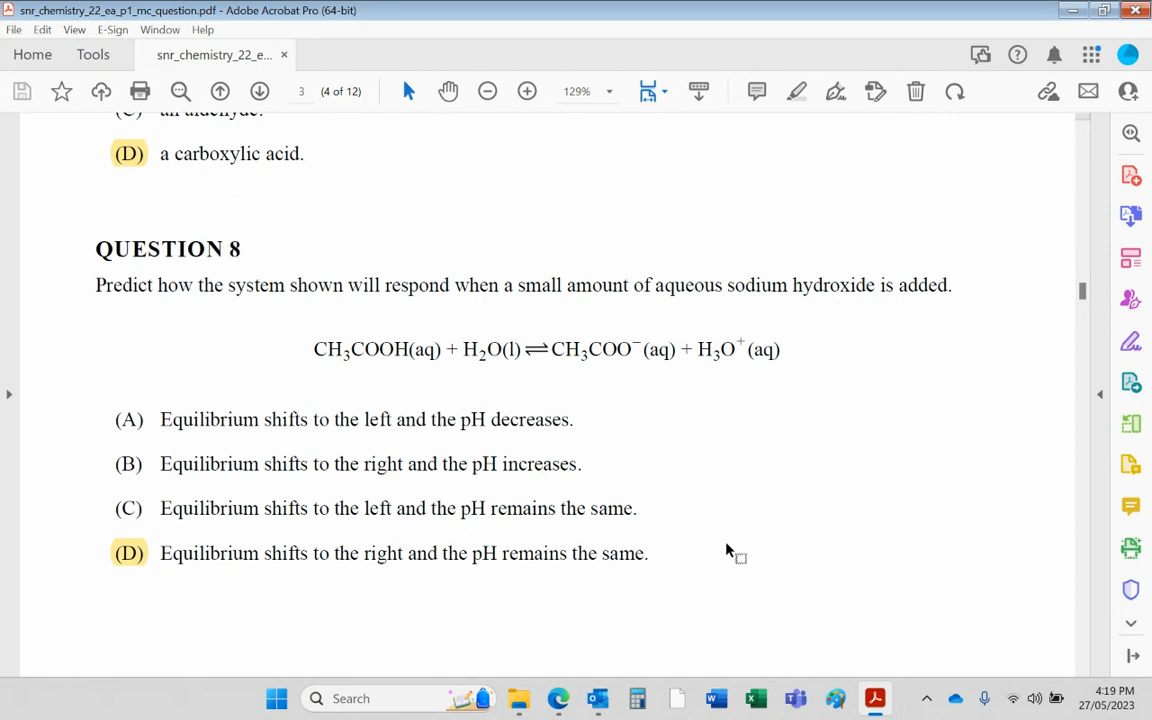 snr_chemistry_22_ea_p1_mc_question.pdf - Adobe Acrobat Pro (64-bit)
File Edit View E-Sign Window Help
Home Tools snr_chemistry_22_e... ×
3 (4 of 12) 129%
(C) an aldehyde.
(D) a carboxylic acid.
QUESTION 8
Predict how the system shown will respond when a small amount of aqueous sodium hydroxide is added.
CH₃COOH(aq) + H₂O(l) ⇌ CH₃COO⁻(aq) + H₃O⁺(aq)
(A) Equilibrium shifts to the left and the pH decreases.
(B) Equilibrium shifts to the right and the pH increases.
(C) Equilibrium shifts to the left and the pH remains the same.
(D) Equilibrium shifts to the right and the pH remains the same.
Search
4:19 PM
27/05/2023